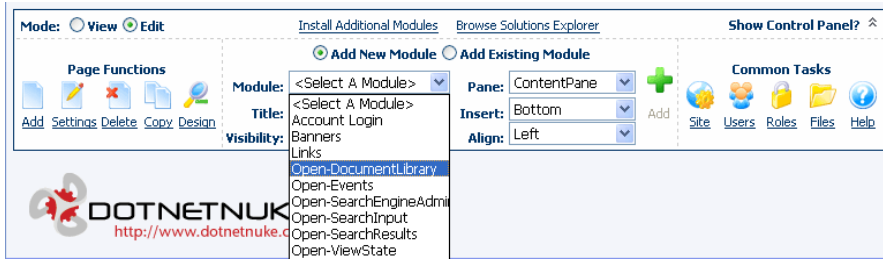 Mode: View Edit Install Additional Modules Browse Solutions Explorer Show Control Panel?
Add New Module Add Existing Module
Page Functions
Add Settings Delete Copy Design
Module: <Select A Module> Pane: ContentPane
Title: Insert: Bottom Add
Visibility: Align: Left
<Select A Module>
Account Login
Banners
Links
Open-DocumentLibrary
Open-Events
Open-SearchEngineAdmi
Open-SearchInput
Open-SearchResults
Open-ViewState
Common Tasks
Site Users Roles Files Help
DOTNETNUK
http://www.dotnetnuke.c